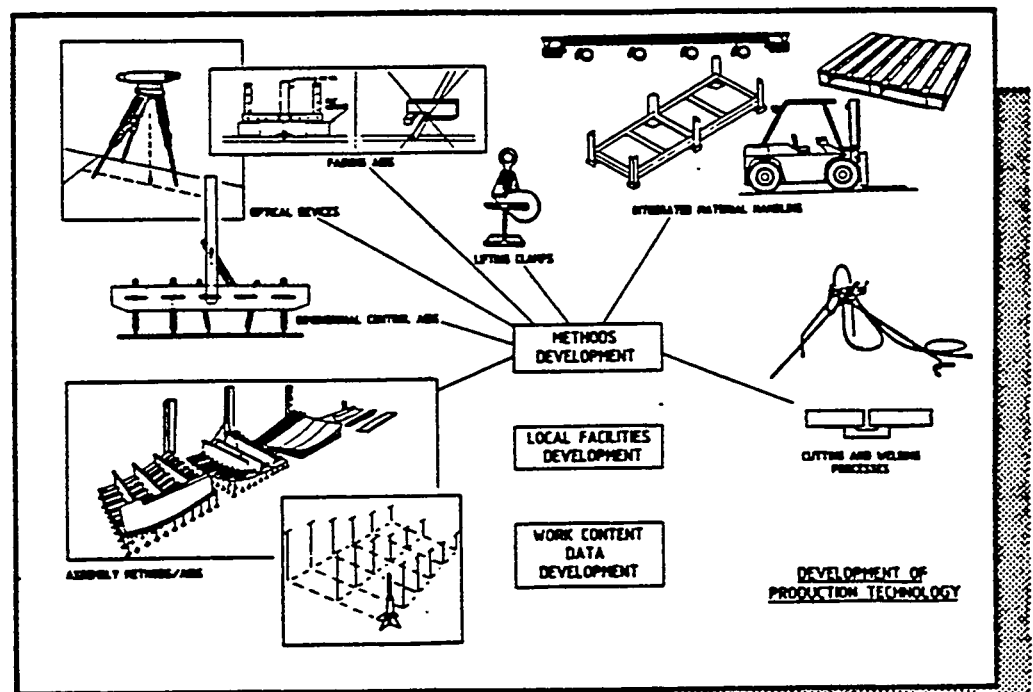 FAIRING AIDS
OPTICAL DEVICES
LIFTING CLAMPS
INTEGRATED MATERIAL HANDLING
DIMENSIONAL CONTROL AIDS
METHODS
DEVELOPMENT
LOCAL FACILITIES
DEVELOPMENT
CUTTING AND WELDING
PROCESSES
WORK CONTENT
DATA
DEVELOPMENT
ASSEMBLY METHODS/AIDS
DEVELOPMENT OF
PRODUCTION TECHNOLOGY